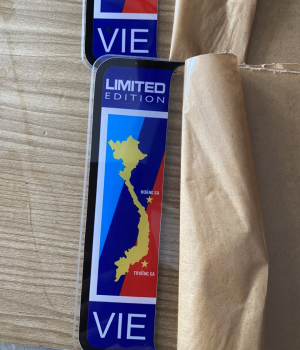 VIE
LIMITED
EDITION
HOÀNG SA
TRƯỜNG SA
VIE